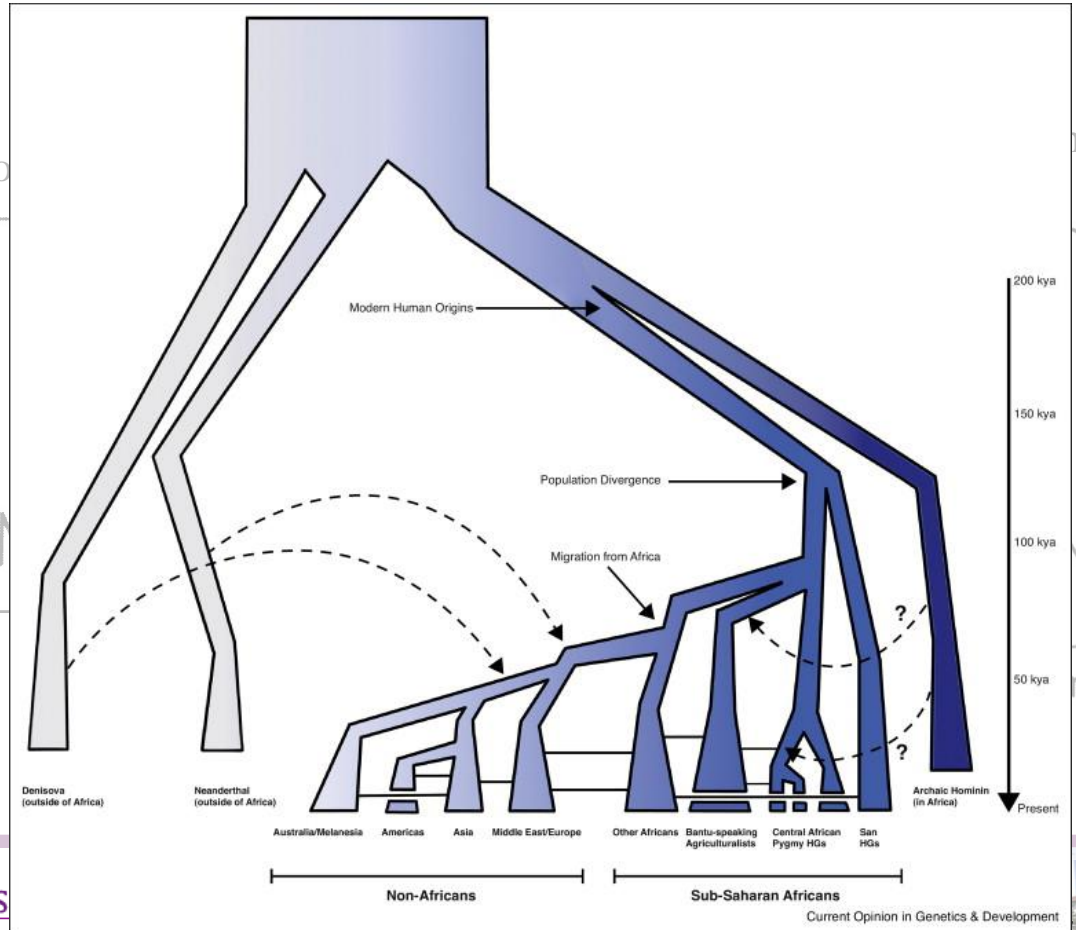 200 kya
Modern Human Origins
150 kya
Population Divergence
100 kya
Migration from Africa
?
50 kya
?
Denisova
(outside of Africa)
Neanderthal
(outside of Africa)
Archaic Hominin
(in Africa)
Present
Australia/Melanesia
Americas
Asia
Middle East/Europe
Other Africans
Bantu-speaking
Agriculturalists
Central African
Pygmy HGs
San
HGs
Non-Africans
Sub-Saharan Africans
Current Opinion in Genetics & Development